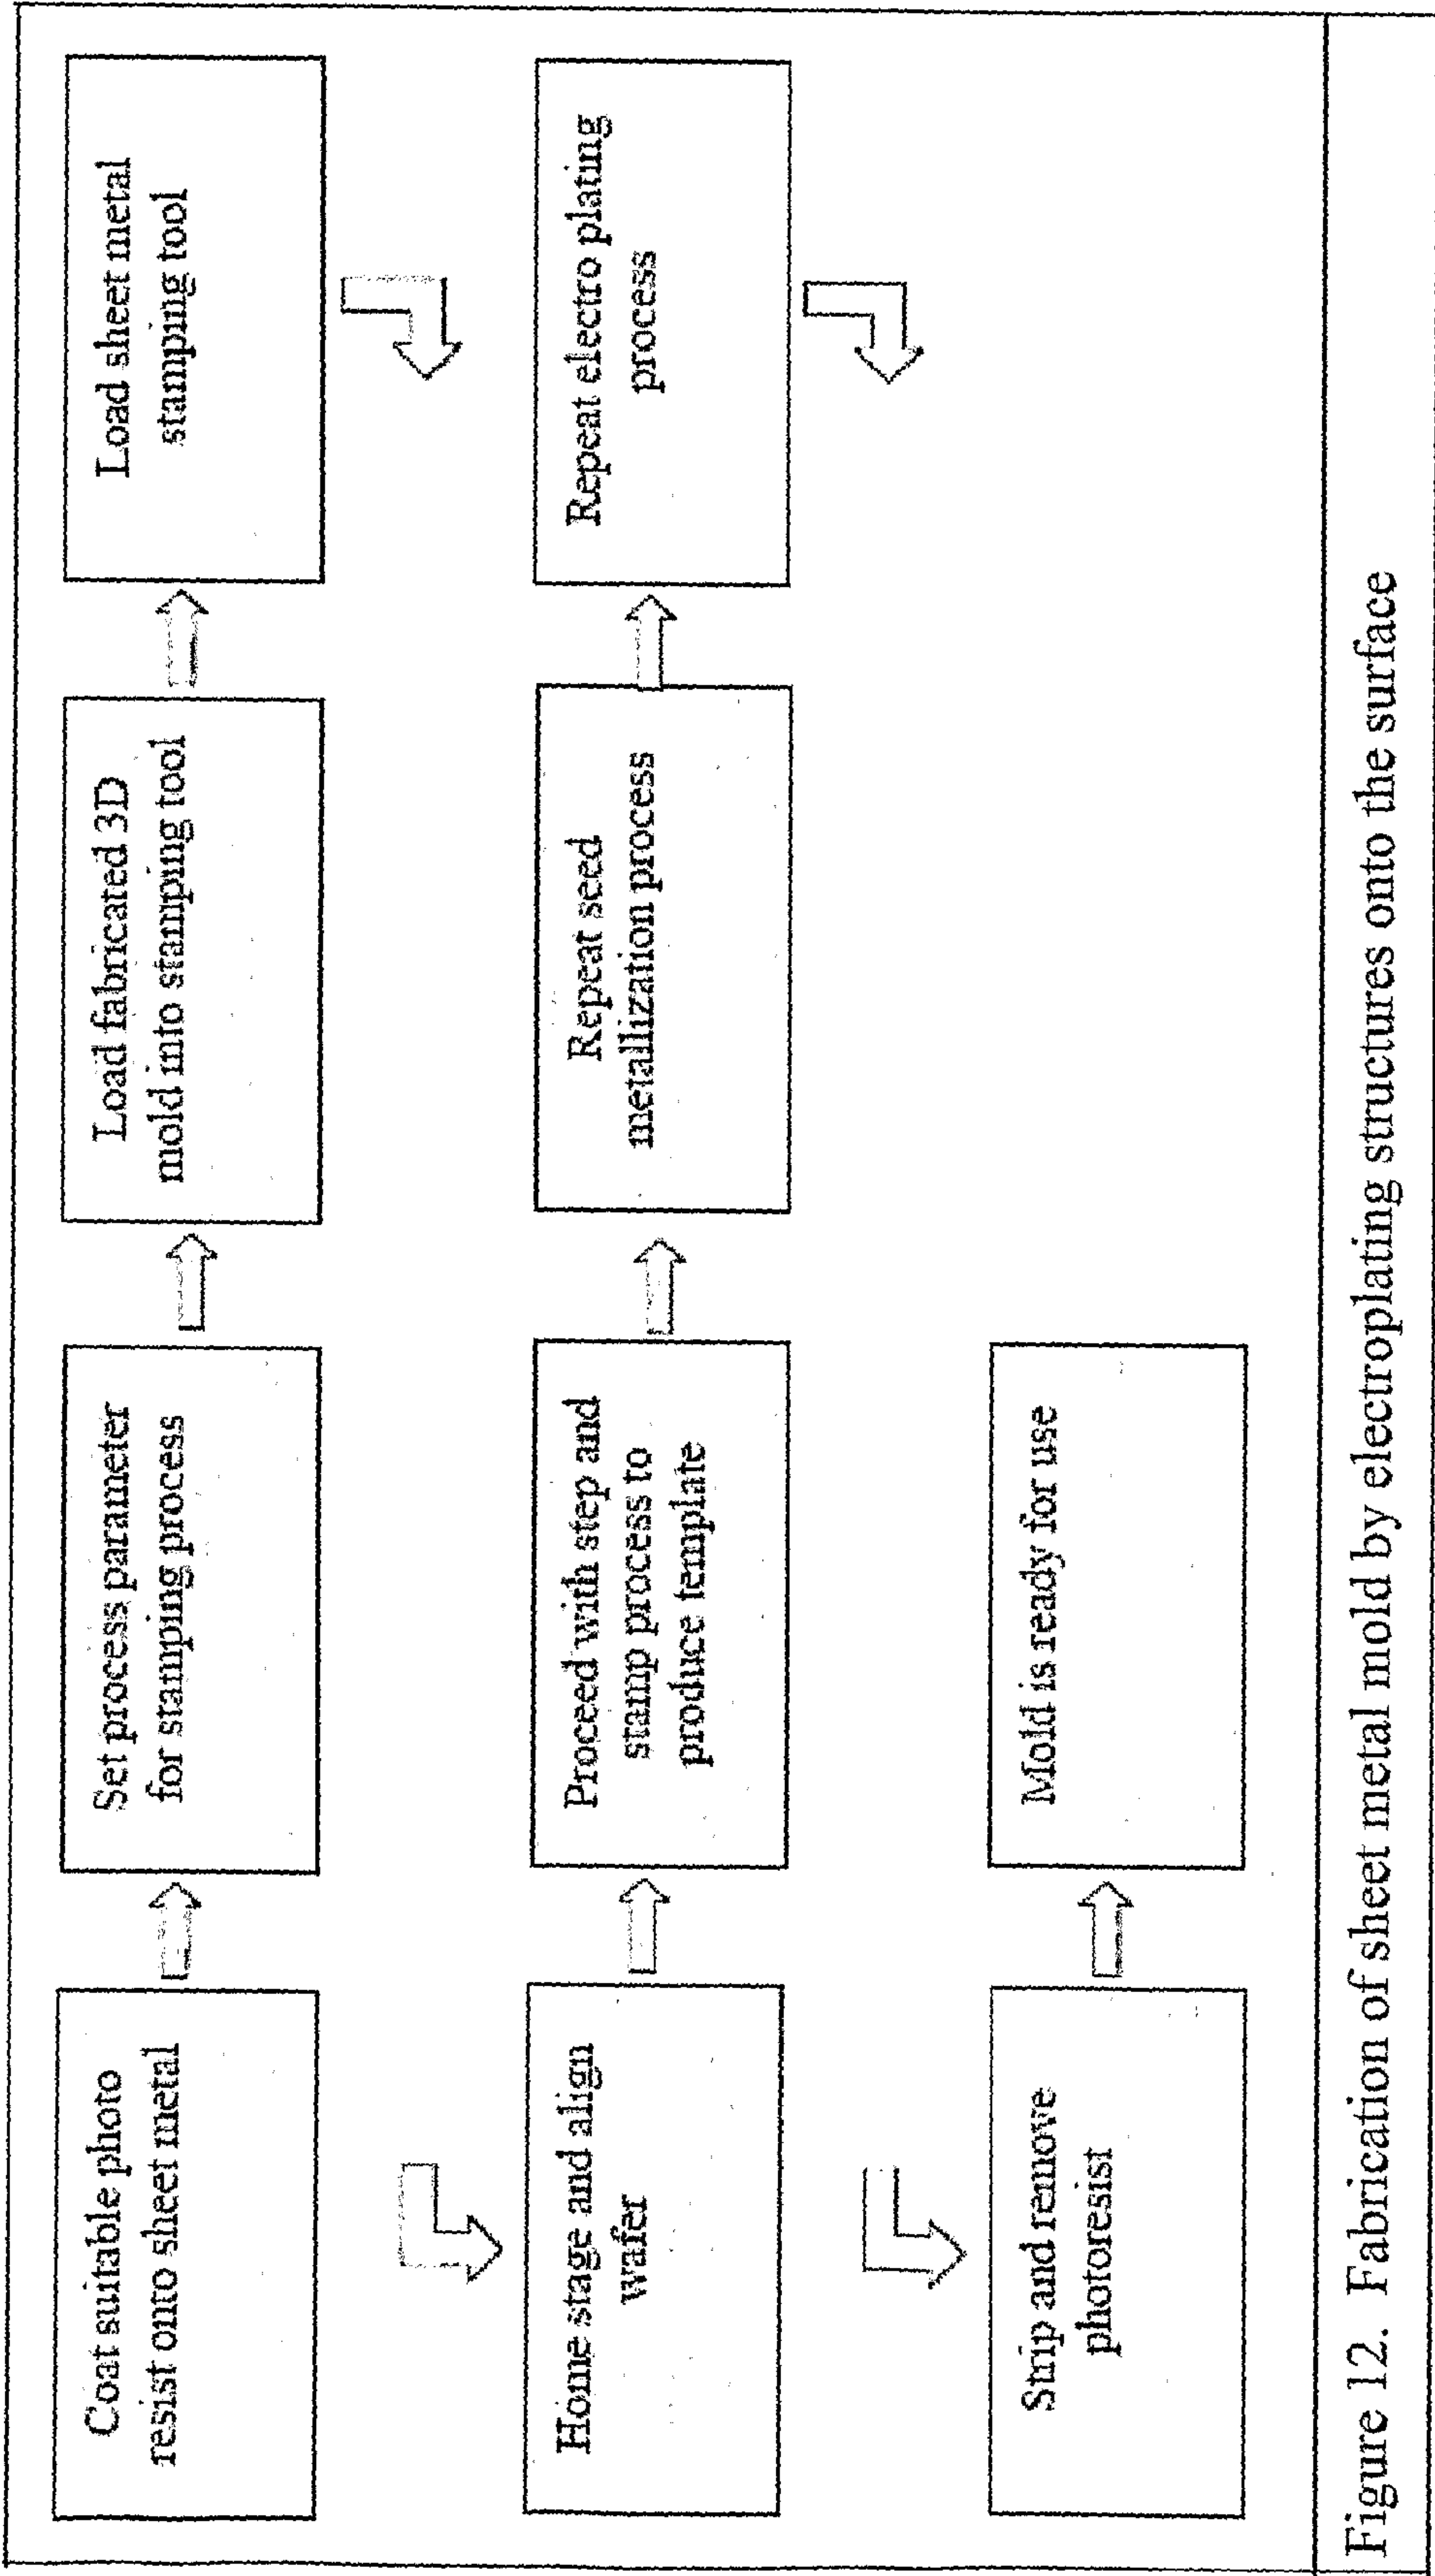 Coat suitable photo
resist onto sheet metal
Set process parameter
for stamping process
Load fabricated 3D
mold into stamping tool
Load sheet metal
stamping tool
Home stage and align
wafer
Proceed with step and
stamp process to
produce template
Repeat seed
metallization process
Repeat electro plating
process
Strip and remove
photoresist
Mold is ready for use
Figure 12. Fabrication of sheet metal mold by electroplating structures onto the surface